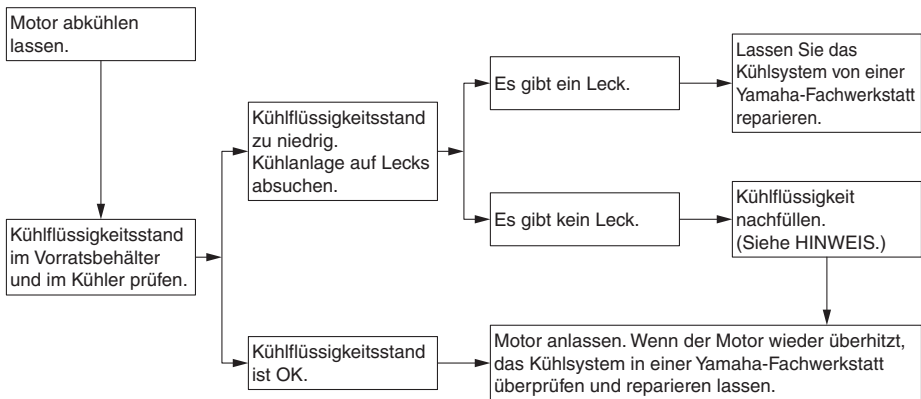 Motor abkühlen
lassen.
Kühlflüssigkeitsstand
im Vorratsbehälter
und im Kühler prüfen.
Kühlflüssigkeitsstand
zu niedrig.
Kühlanlage auf Lecks
absuchen.
Es gibt ein Leck.
Lassen Sie das
Kühlsystem von einer
Yamaha-Fachwerkstatt
reparieren.
Es gibt kein Leck.
Kühlflüssigkeit
nachfüllen.
(Siehe HINWEIS.)
Kühlflüssigkeitsstand
ist OK.
Motor anlassen. Wenn der Motor wieder überhitzt,
das Kühlsystem in einer Yamaha-Fachwerkstatt
überprüfen und reparieren lassen.